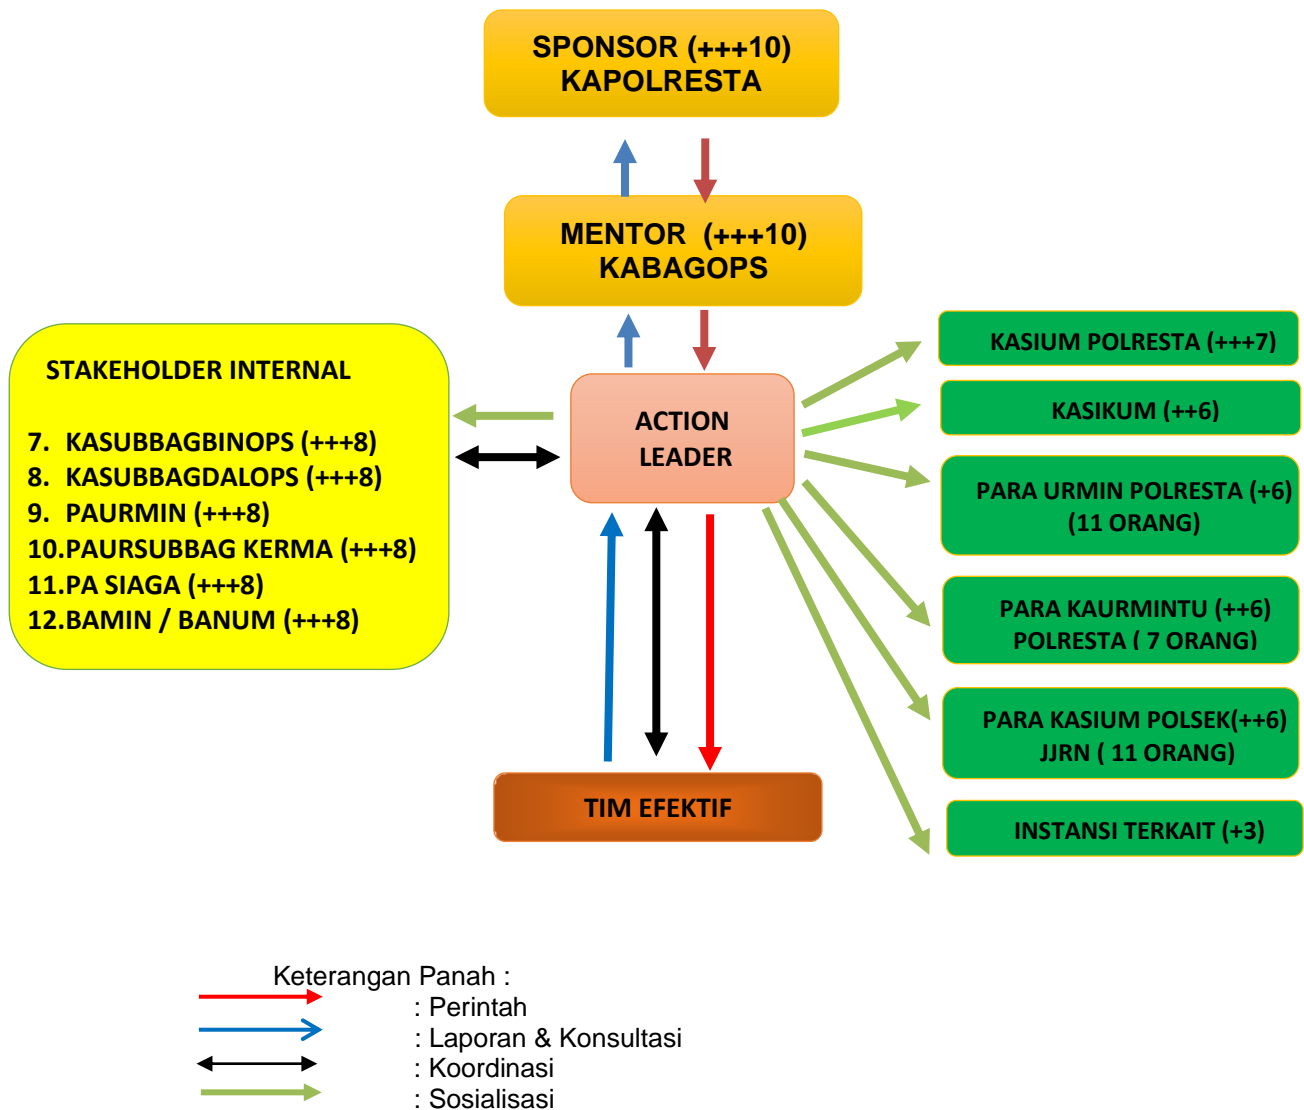 SPONSOR (+++10)
KAPOLRESTA
MENTOR (+++10)
KABAGOPS
STAKEHOLDER INTERNAL
7. KASUBBAGBINOPS (+++8)
8. KASUBBAGDALOPS (+++8)
9. PAURMIN (+++8)
10.PAURSUBBAG KERMA (+++8)
11.PA SIAGA (+++8)
12.BAMIN / BANUM (+++8)
ACTION
LEADER
KASIUM POLRESTA (+++7)
KASIKUM (++6)
PARA URMIN POLRESTA (+6)
(11 ORANG)
PARA KAURMINTU (++6)
POLRESTA ( 7 ORANG)
PARA KASIUM POLSEK(++6)
JJRN ( 11 ORANG)
INSTANSI TERKAIT (+3)
TIM EFEKTIF
Keterangan Panah :
: Perintah
: Laporan & Konsultasi
: Koordinasi
: Sosialisasi